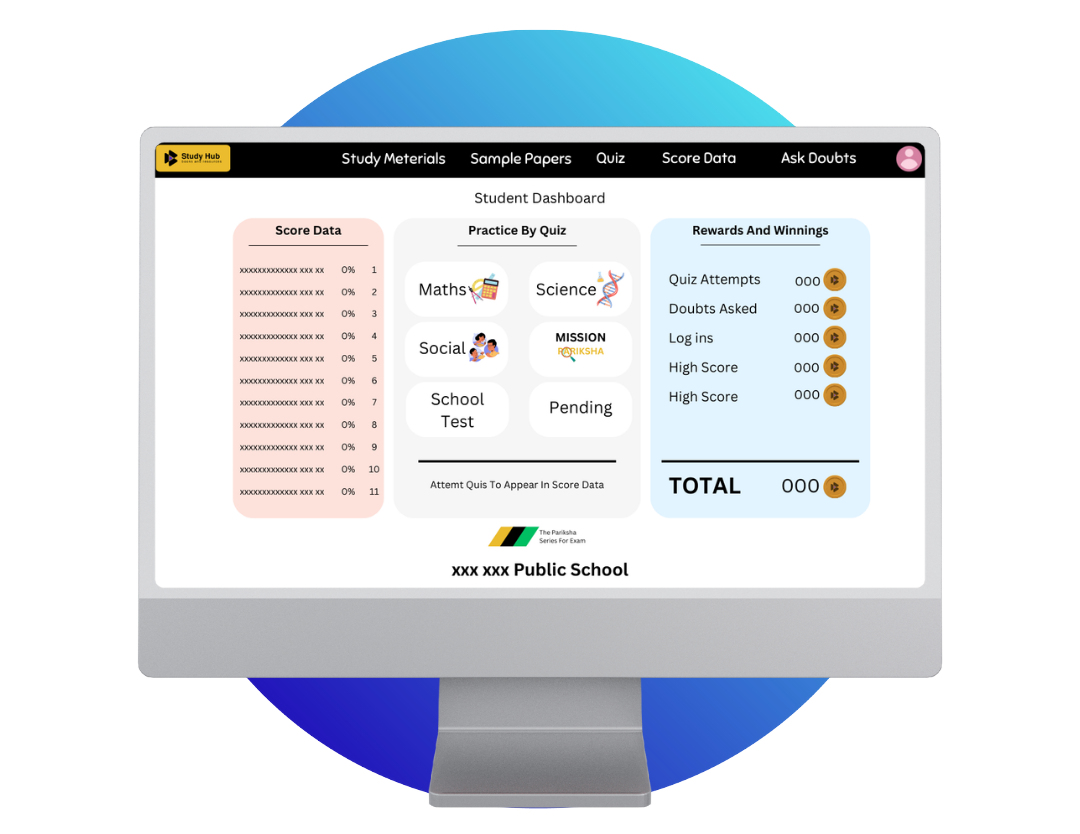 Study Hub
Study Meterials
Sample Papers
Quiz
Score Data
Ask Doubts
Student Dashboard
Score Data
xxxxxxxxxxxxx xxx xx 0% 1
xxxxxxxxxxxxx xxx xx 0% 2
xxxxxxxxxxxxx xxx xx 0% 3
xxxxxxxxxxxxx xxx xx 0% 4
xxxxxxxxxxxxx xxx xx 0% 5
xxxxxxxxxxxxx xxx xx 0% 6
xxxxxxxxxxxxx xxx xx 0% 7
xxxxxxxxxxxxx xxx xx 0% 8
xxxxxxxxxxxxx xxx xx 0% 9
xxxxxxxxxxxxx xxx xx 0% 10
xxxxxxxxxxxxx xxx xx 0% 11
Practice By Quiz
Maths
Science
Social
MISSION
PARIKSHA
School
Test
Pending
Attemt Quis To Appear In Score Data
Rewards And Winnings
Quiz Attempts 000
Doubts Asked 000
Log ins 000
High Score 000
High Score 000
TOTAL 000
The Pariksha
Series For Exam
xxx xxx Public School